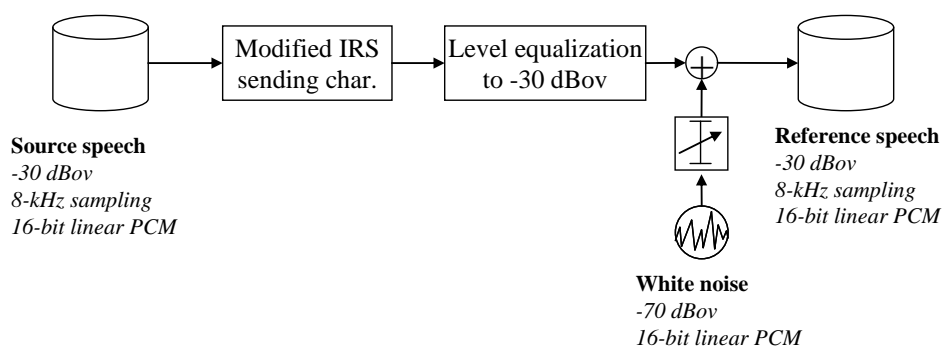 Modified IRS
sending char.
Level equalization
to -30 dBov
Source speech
-30 dBov
8-kHz sampling
16-bit linear PCM
Reference speech
-30 dBov
8-kHz sampling
16-bit linear PCM
White noise
-70 dBov
16-bit linear PCM